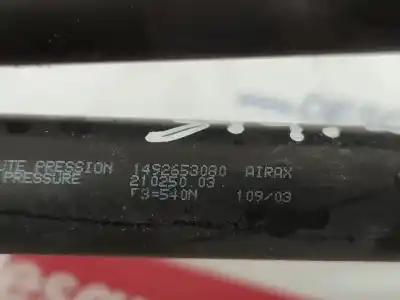 UTE PRESSION 1492653080 AIRAX
PRESSURE 210250.03
F3=540N 109/03